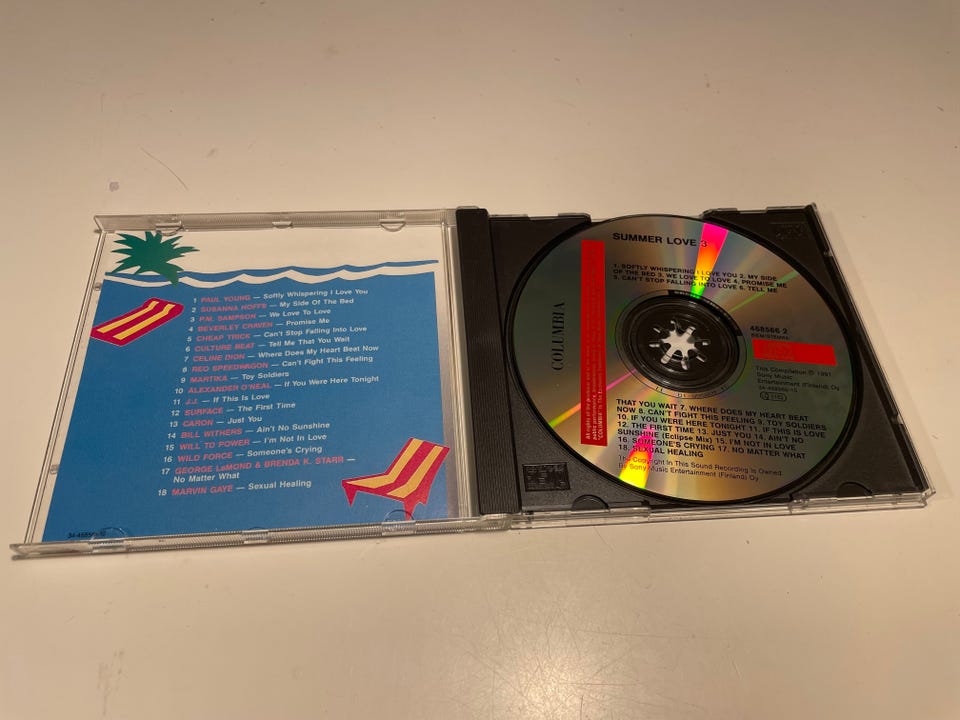 1 PAUL YOUNG — Softly Whispering I Love You
2 SUSANNA HOFFS — My Side Of The Bed
3 PAL SAMPSON — We Love To Love
4 BEVERLEY CRAVEN — Promise Me
5 CHEAP TRICK — Can't Stop Falling Into Love
6 CULTURE BEAT — Tell Me That You Wait
7 CELINE DION — Where Does My Heart Beat Now
8 REO SPEEDWAGON — Can't Fight This Feeling
9 MARTIKA — Toy Soldiers
10 ALEXANDER O'NEAL — If You Were Here Tonight
11 J.J. — If This Is Love
12 SURFACE — The First Time
13 CARON — Just You
14 BILL WITHERS — Ain't No Sunshine
15 WILL TO POWER — I'm Not In Love
16 WILD FORCE — Someone's Crying
17 GEORGE LaMOND & BRENDA K. STARR —
No Matter What
18 MARVIN GAYE — Sexual Healing
SUMMER LOVE 3
1. SOFTLY WHISPERING I LOVE YOU 2. MY SIDE
OF THE BED 3. WE LOVE TO LOVE 4. PROMISE ME
5. CAN'T STOP FALLING INTO LOVE 6. TELL ME
COLUMBIA
468566 2
This Compilation ℗ 1991
Sony Music
Entertainment (Finland) Oy
THAT YOU WAIT 7. WHERE DOES MY HEART BEAT
NOW 8. CAN'T FIGHT THIS FEELING 9. TOY SOLDIERS
10. IF YOU WERE HERE TONIGHT 11. IF THIS IS LOVE
12. THE FIRST TIME 13. JUST YOU 14. AIN'T NO
SUNSHINE (Eclipse Mix) 15. I'M NOT IN LOVE
16. SOMEONE'S CRYING 17. NO MATTER WHAT
18. SEXUAL HEALING
The Copyright In This Sound Recording Is Owned
By Sony Music Entertainment (Finland) Oy